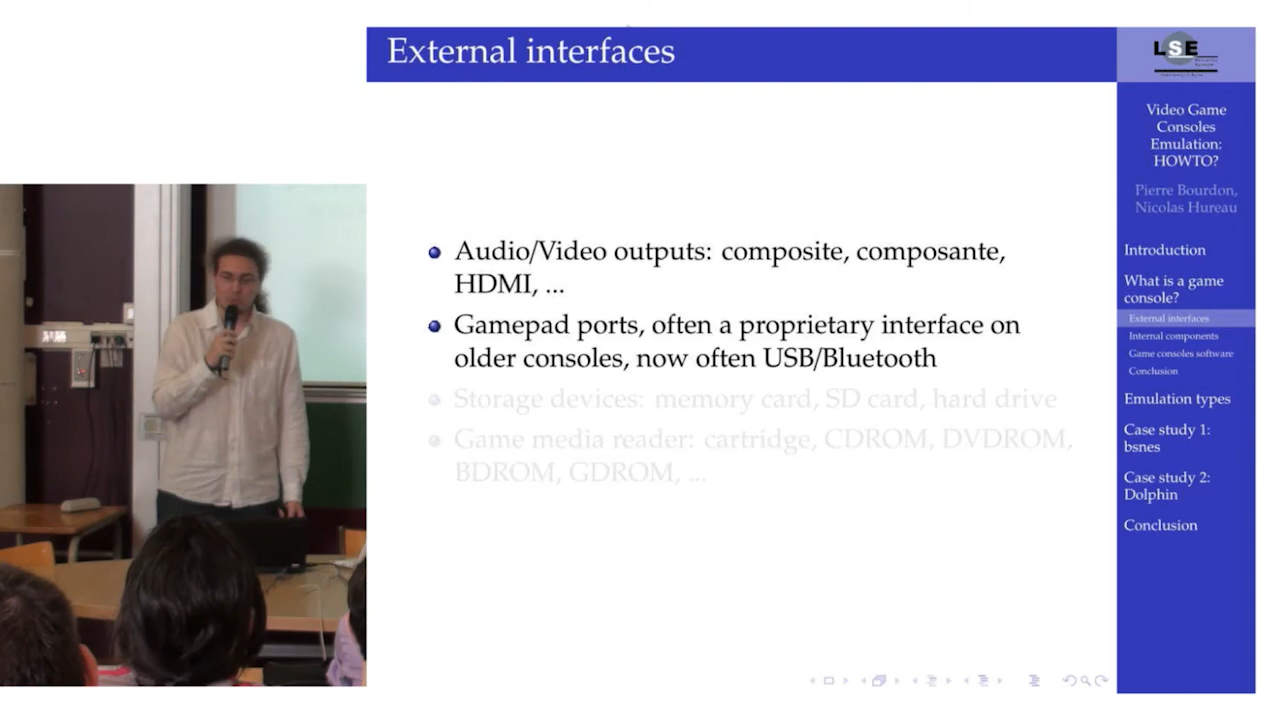 External interfaces
LSE
Video Game
Consoles
Emulation:
HOWTO?
Pierre Bourdon,
Nicolas Hureau
Introduction
What is a game
console?
External interfaces
Internal components
Game consoles software
Conclusion
Emulation types
Case study 1:
bsnes
Case study 2:
Dolphin
Conclusion
Audio/Video outputs: composite, composante,
HDMI, ...
Gamepad ports, often a proprietary interface on
older consoles, now often USB/Bluetooth
Storage devices: memory card, SD card, hard drive
Game media reader: cartridge, CDROM, DVDROM,
BDROM, GDROM, ...